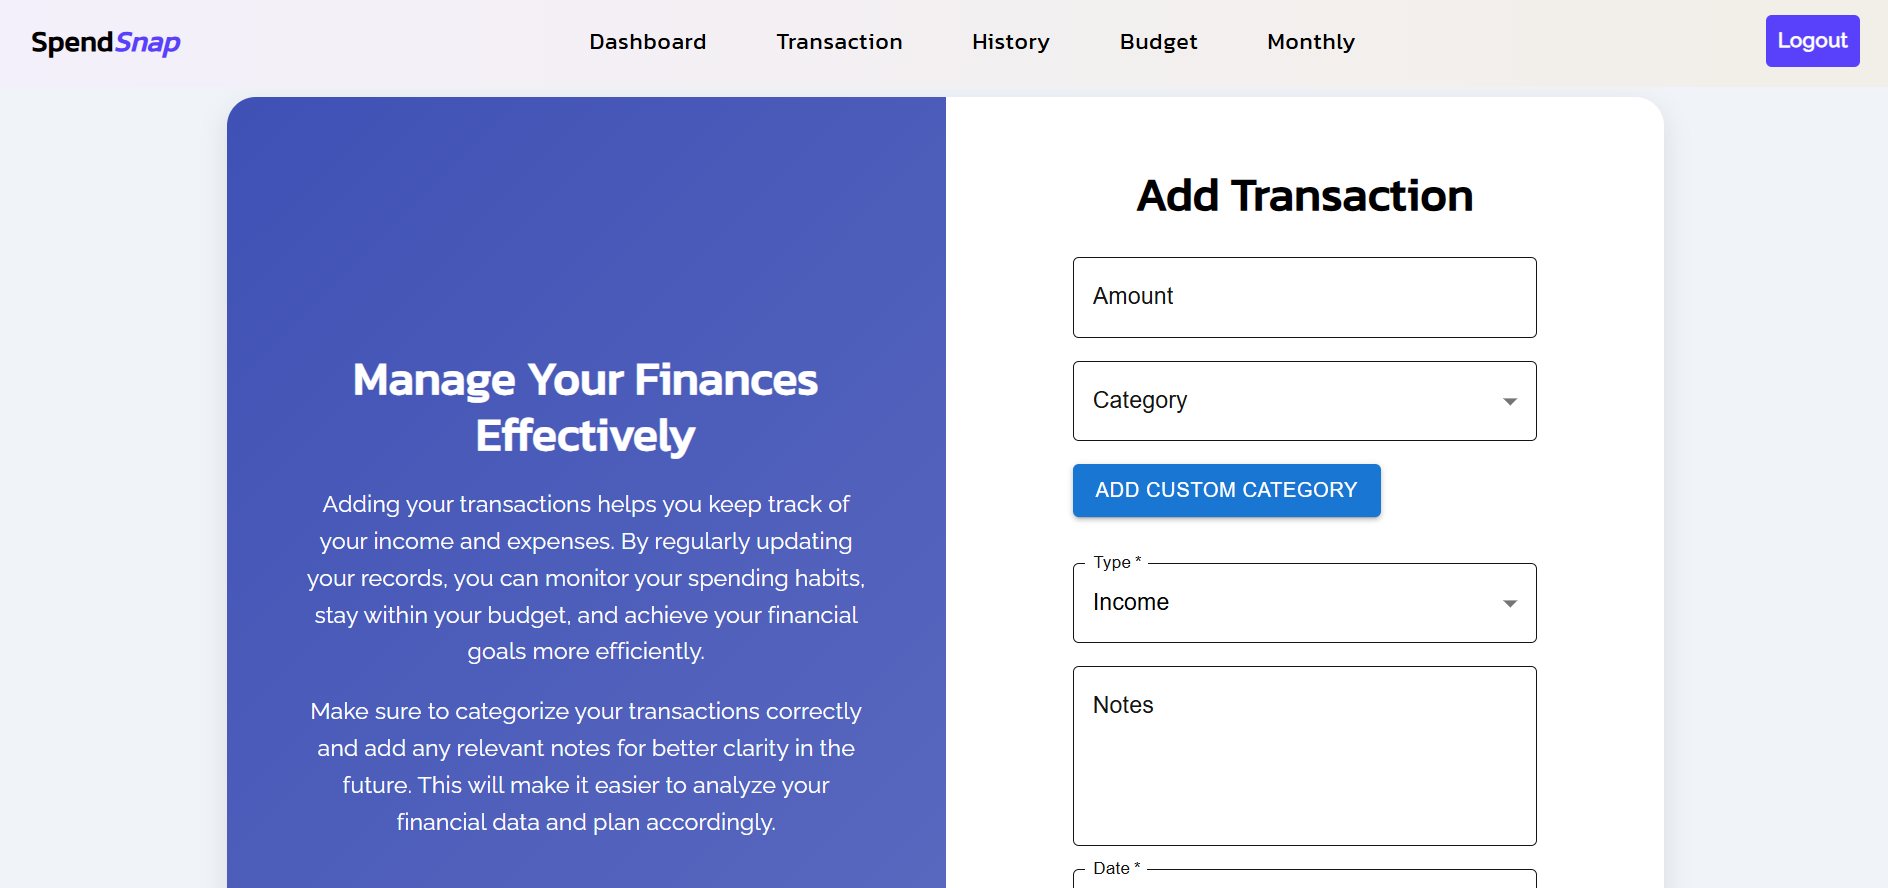 SpendSnap
Dashboard
Transaction
History
Budget
Monthly
Logout
Manage Your Finances
Effectively
Adding your transactions helps you keep track of
your income and expenses. By regularly updating
your records, you can monitor your spending habits,
stay within your budget, and achieve your financial
goals more efficiently.
Make sure to categorize your transactions correctly
and add any relevant notes for better clarity in the
future. This will make it easier to analyze your
financial data and plan accordingly.
Add Transaction
Amount
Category
ADD CUSTOM CATEGORY
Type *
Income
Notes
Date *